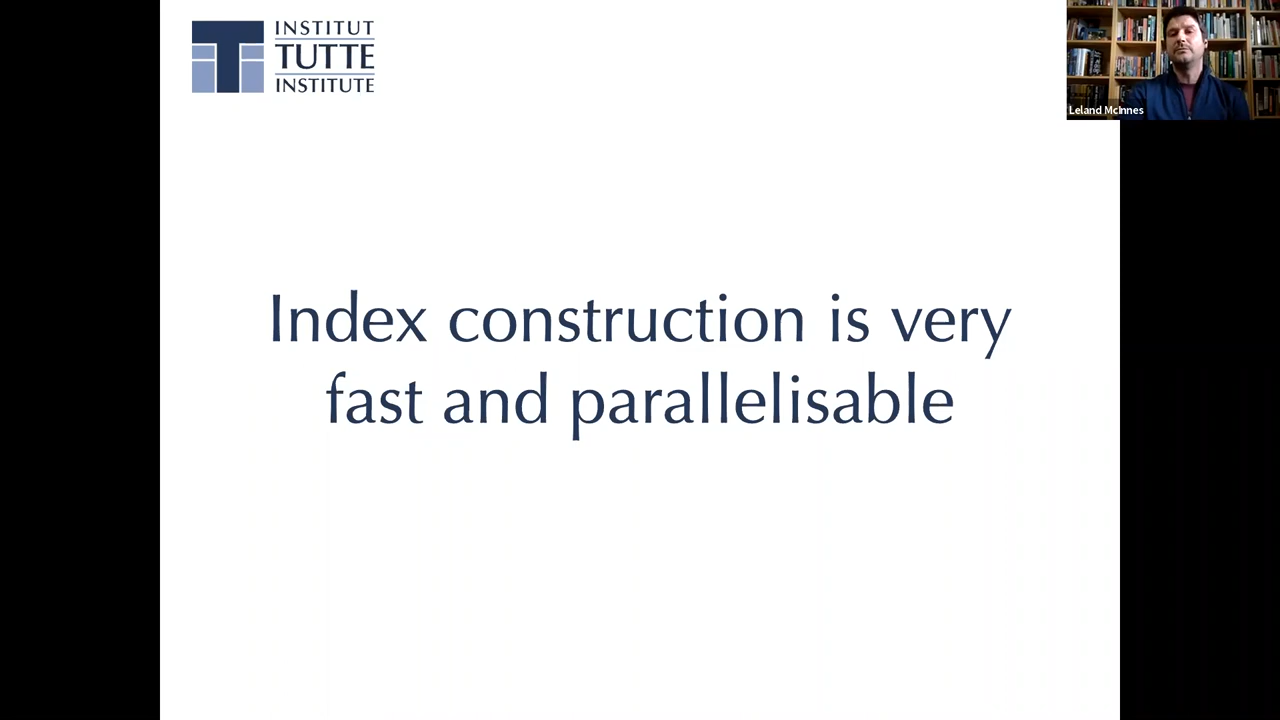 INSTITUT
TUTTE
INSTITUTE
Leland McInnes
Index construction is very
fast and parallelisable